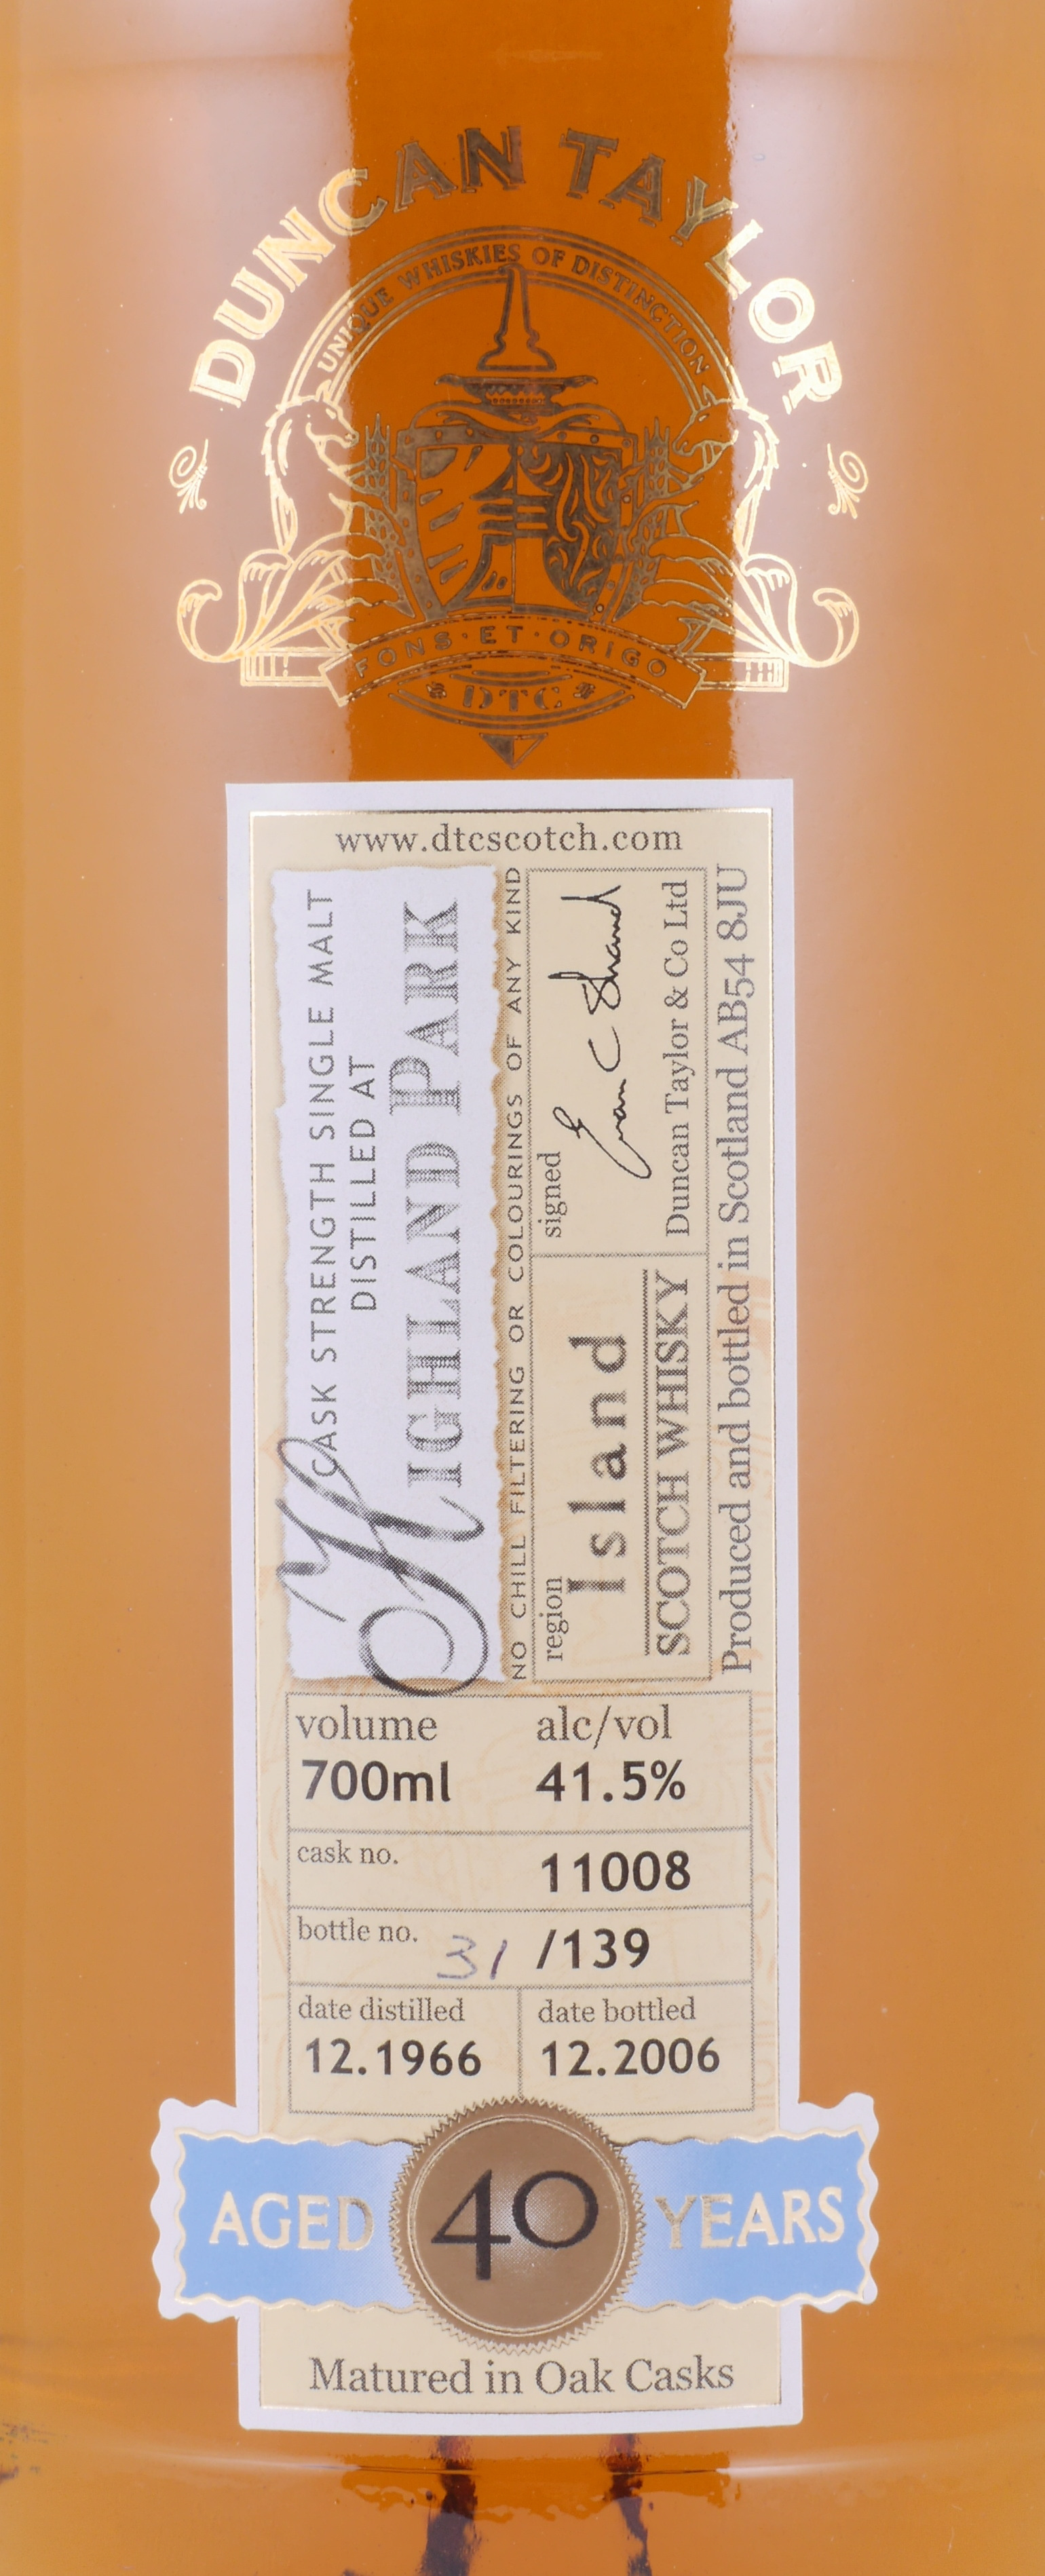 DUNCAN TAYLOR
UNIQUE WHISKIES OF DISTINCTION
FONS·ET·ORIGO
DTC
www.dtcscotch.com
CASK STRENGTH SINGLE MALT
DISTILLED AT
HIGHLAND PARK
NO CHILL FILTERING OR COLOURINGS OF ANY KIND
region
Island
SCOTCH WHISKY
signed
Euan C Shand
Duncan Taylor & Co Ltd
Produced and bottled in Scotland AB54 8JU
volume alc/vol
700ml 41.5%
cask no. 11008
bottle no. 31 /139
date distilled date bottled
12.1966 12.2006
AGED 40 YEARS
Matured in Oak Casks